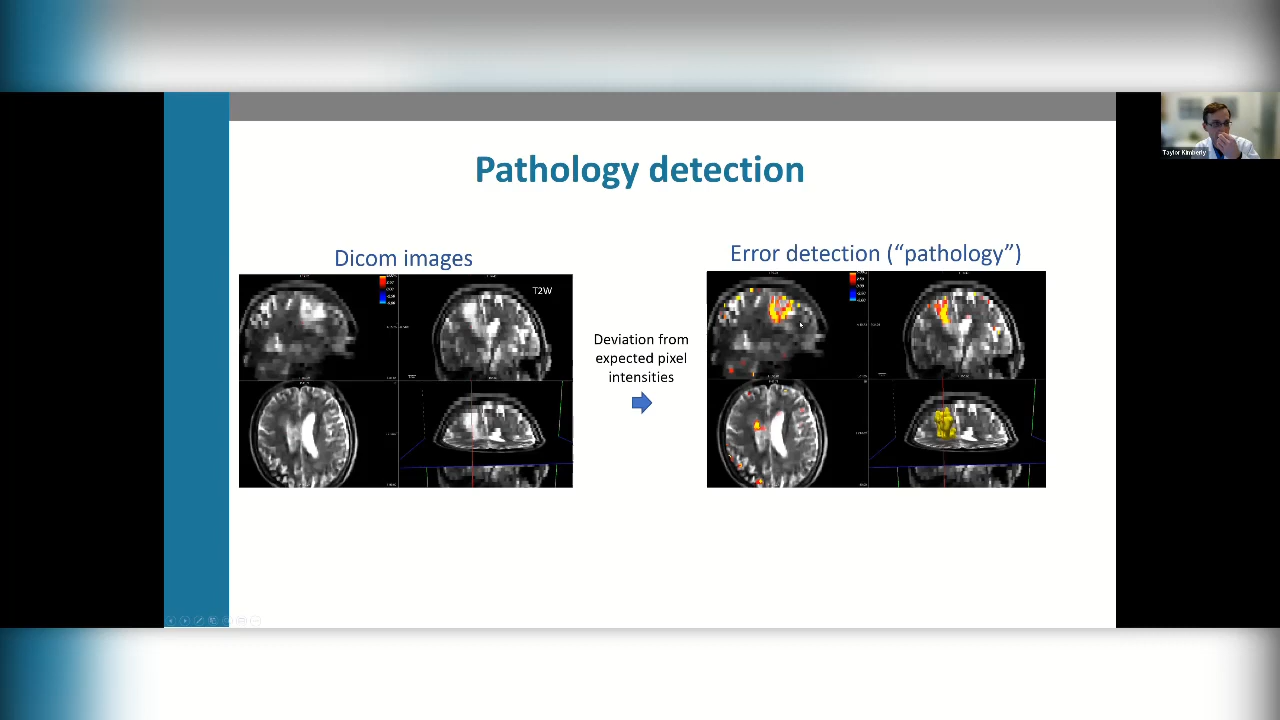 Pathology detection
Dicom images
Error detection (“pathology”)
T2W
Deviation from
expected pixel
intensities
Taylor Kimberly